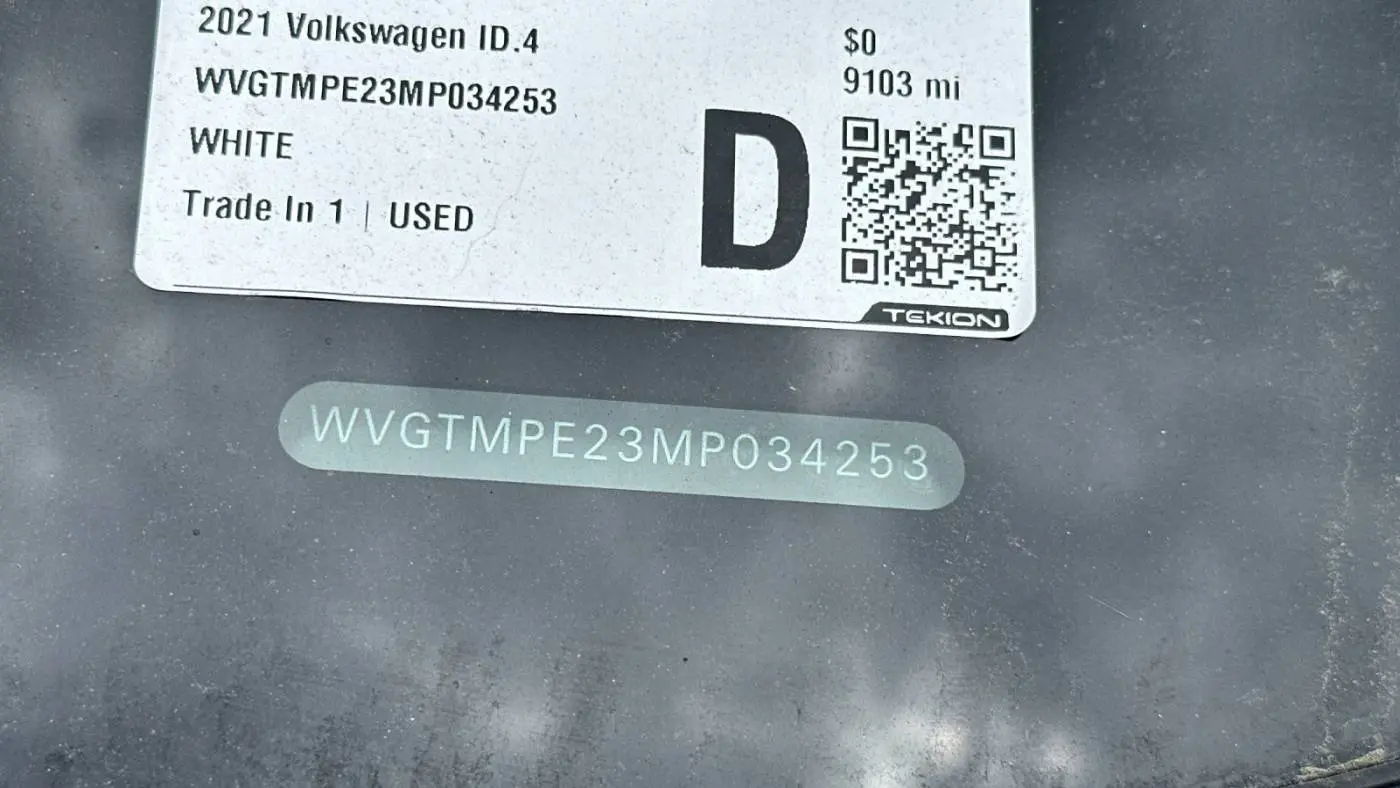 2021 Volkswagen ID.4
$0
WVGTMPE23MP034253
9103 mi
WHITE
D
Trade In 1 | USED
TEKION
WVGTMPE23MP034253